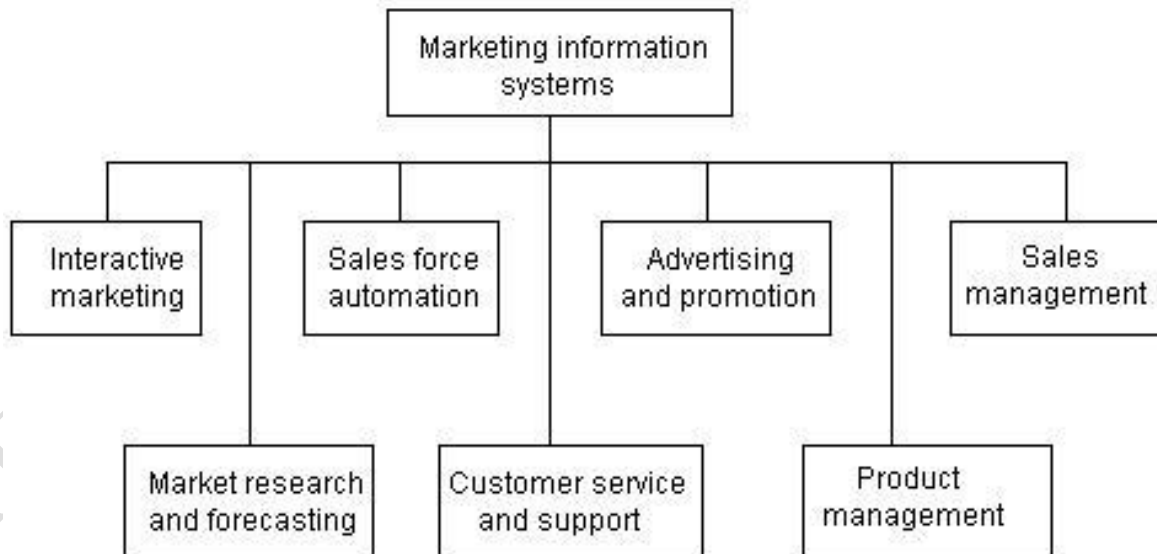 Marketing information
systems
Interactive
marketing
Sales force
automation
Advertising
and promotion
Sales
management
Market research
and forecasting
Customer service
and support
Product
management